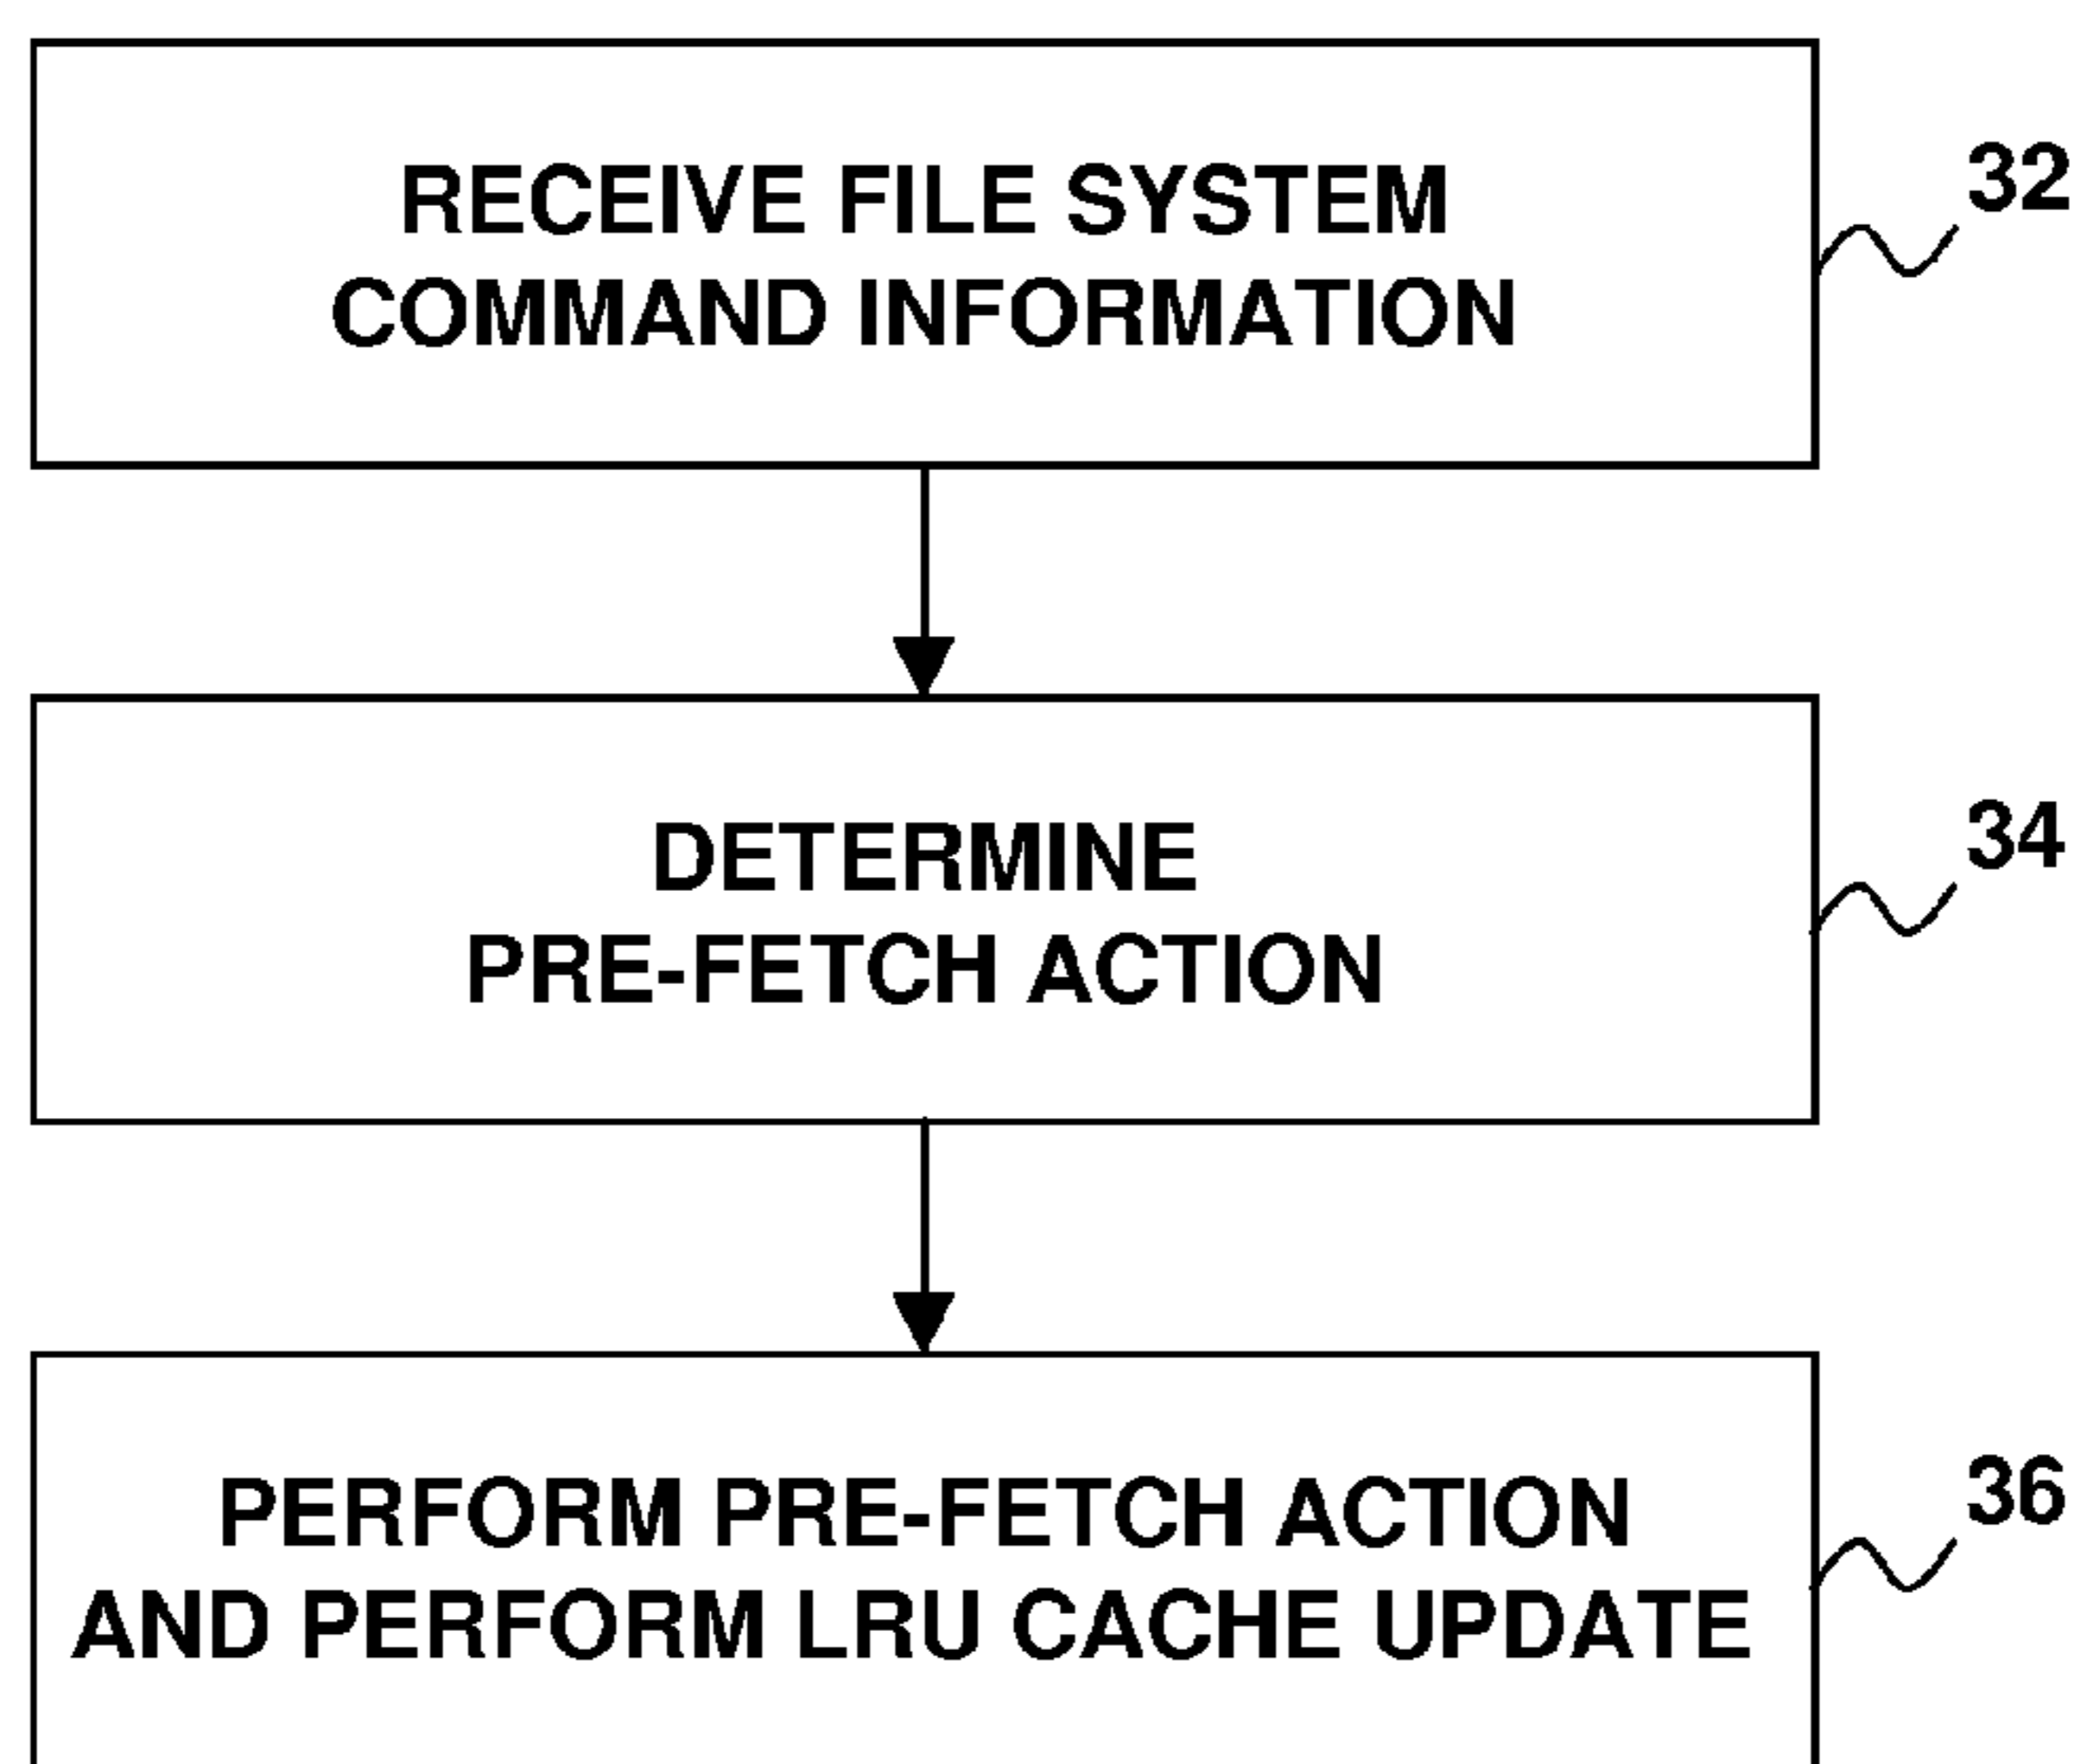 RECEIVE FILE SYSTEM
COMMAND INFORMATION
32
DETERMINE
PRE-FETCH ACTION
34
PERFORM PRE-FETCH ACTION
AND PERFORM LRU CACHE UPDATE
36